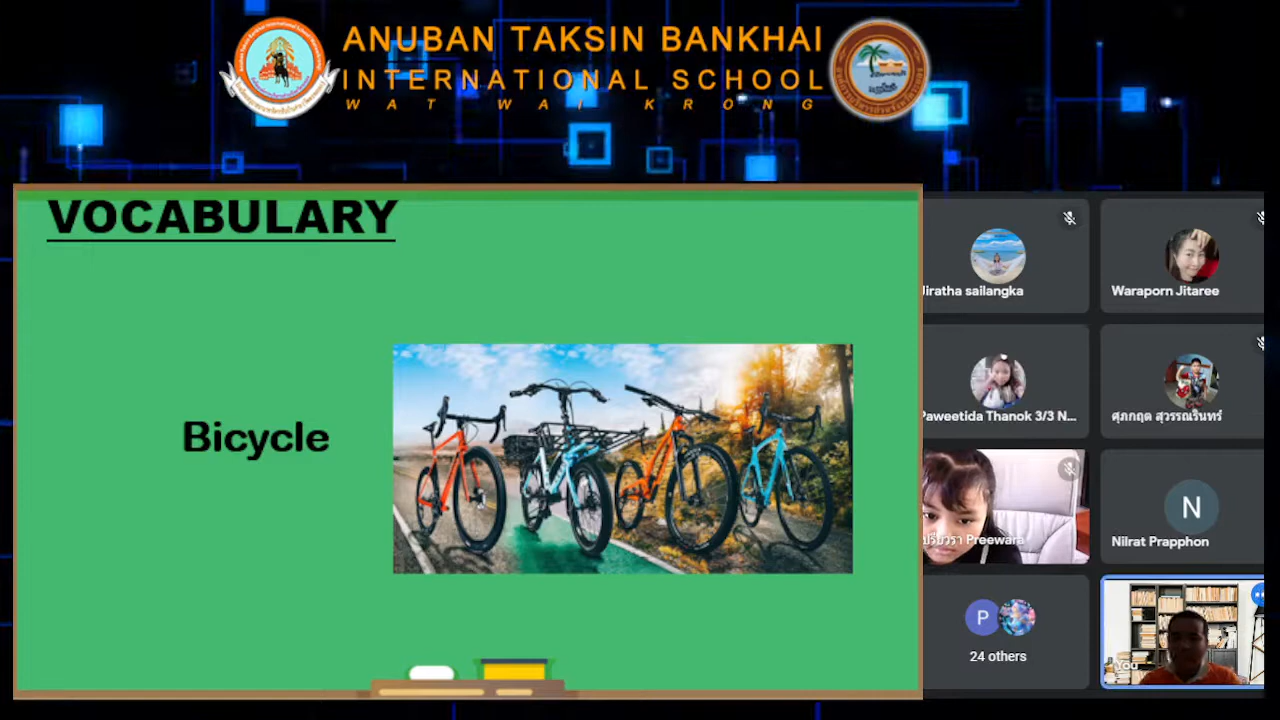 ANUBAN TAKSIN BANKHAI
INTERNATIONAL SCHOOL
WAT WAI KRONG
VOCABULARY
Bicycle
Jiratha sailangka
Waraporn Jitaree
Paweetida Thanok 3/3 N...
ศุภกฤต สุวรรณรินทร์
ปรียวรา Preewara
N
Nilrat Prapphon
P
24 others
You